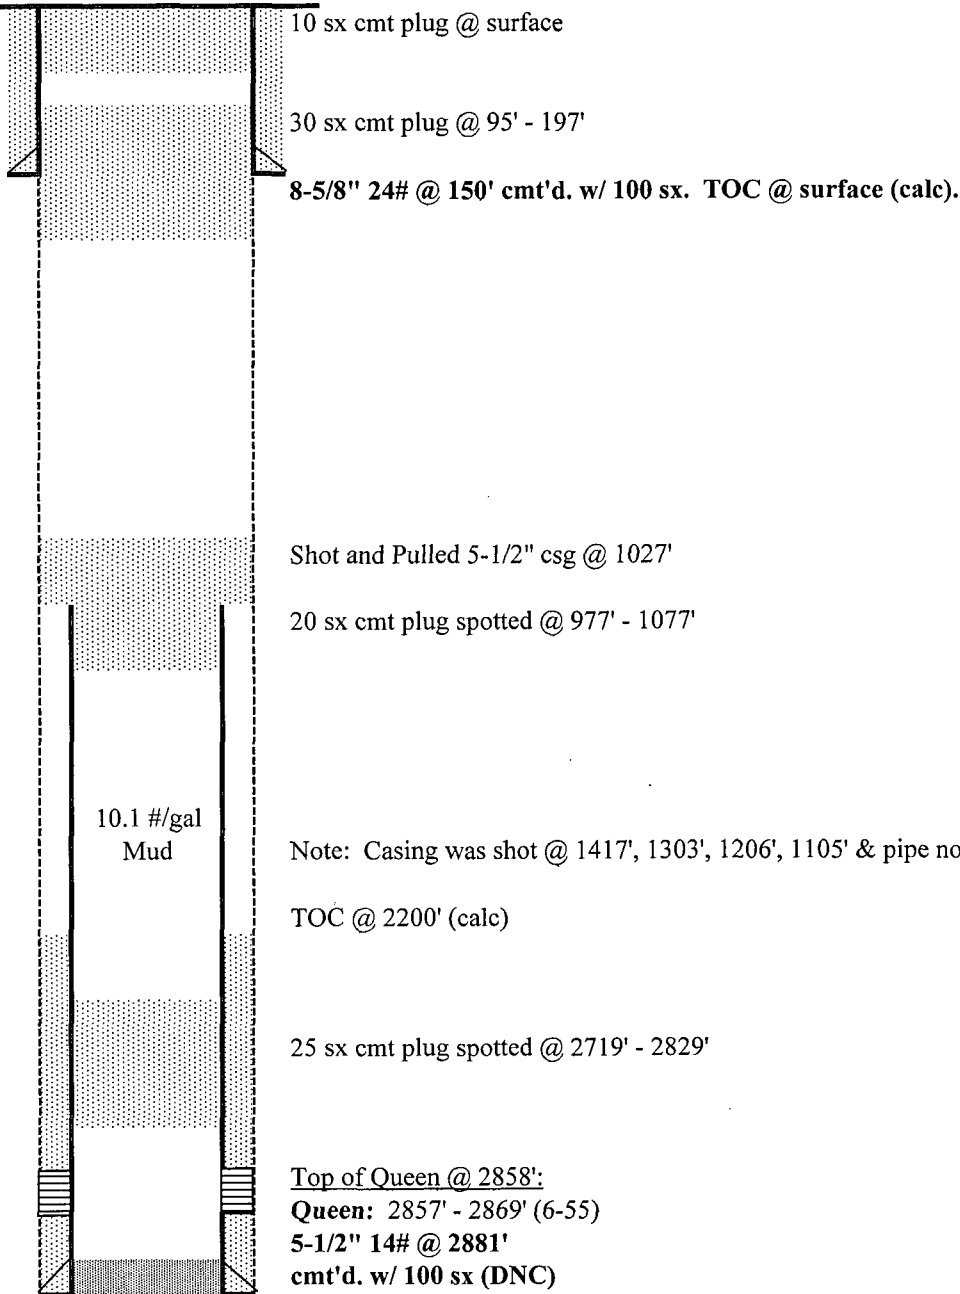 10 sx cmt plug @ surface
30 sx cmt plug @ 95' - 197'
8-5/8" 24# @ 150' cmt'd. w/ 100 sx.  TOC @ surface (calc).
Shot and Pulled 5-1/2" csg @ 1027'
20 sx cmt plug spotted @ 977' - 1077'
10.1 #/gal
Mud
Note:  Casing was shot @ 1417', 1303', 1206', 1105' & pipe no
TOC @ 2200' (calc)
25 sx cmt plug spotted @ 2719' - 2829'
Top of Queen @ 2858':
Queen:  2857' - 2869' (6-55)
5-1/2" 14# @ 2881'
cmt'd. w/ 100 sx (DNC)